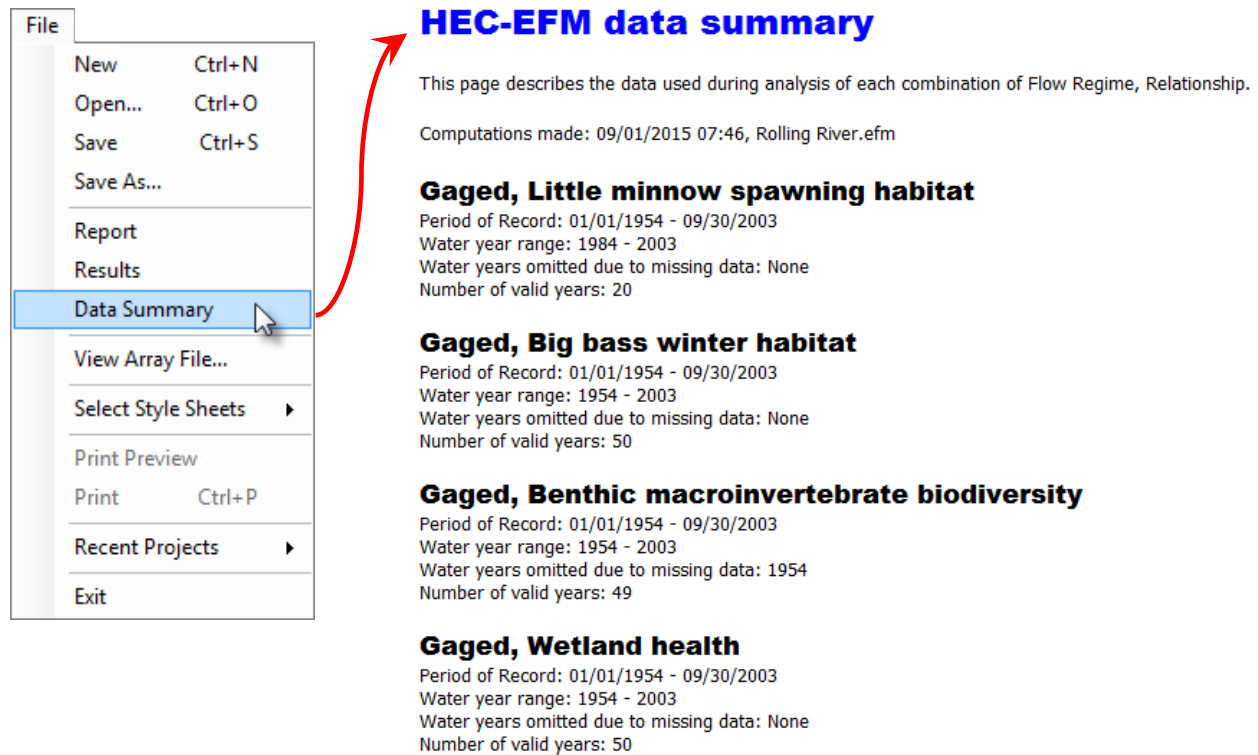 File
New Ctrl+N
Open... Ctrl+O
Save Ctrl+S
Save As...
Report
Results
Data Summary
View Array File...
Select Style Sheets
Print Preview
Print Ctrl+P
Recent Projects
Exit
HEC-EFM data summary
This page describes the data used during analysis of each combination of Flow Regime, Relationship.
Computations made: 09/01/2015 07:46, Rolling River.efm
Gaged, Little minnow spawning habitat
Period of Record: 01/01/1954 - 09/30/2003
Water year range: 1984 - 2003
Water years omitted due to missing data: None
Number of valid years: 20
Gaged, Big bass winter habitat
Period of Record: 01/01/1954 - 09/30/2003
Water year range: 1954 - 2003
Water years omitted due to missing data: None
Number of valid years: 50
Gaged, Benthic macroinvertebrate biodiversity
Period of Record: 01/01/1954 - 09/30/2003
Water year range: 1954 - 2003
Water years omitted due to missing data: 1954
Number of valid years: 49
Gaged, Wetland health
Period of Record: 01/01/1954 - 09/30/2003
Water year range: 1954 - 2003
Water years omitted due to missing data: None
Number of valid years: 50